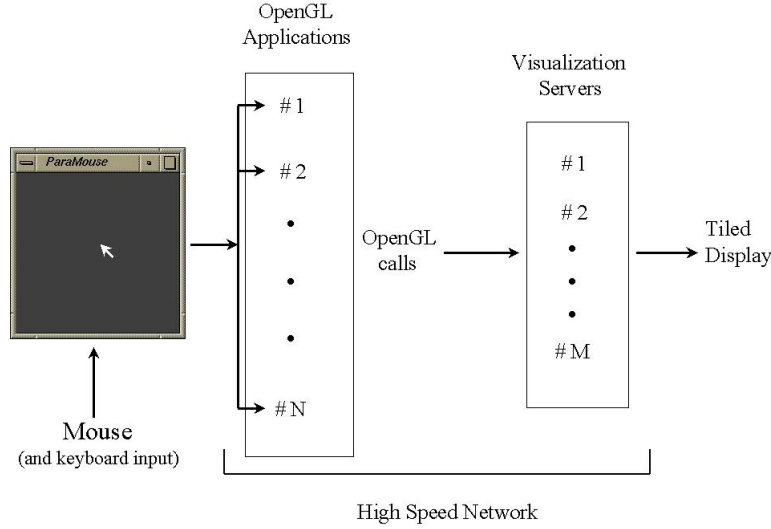 OpenGL
Applications
Visualization
Servers
ParaMouse
#1
#2
#N
OpenGL
calls
#1
#2
#M
Tiled
Display
Mouse
(and keyboard input)
High Speed Network